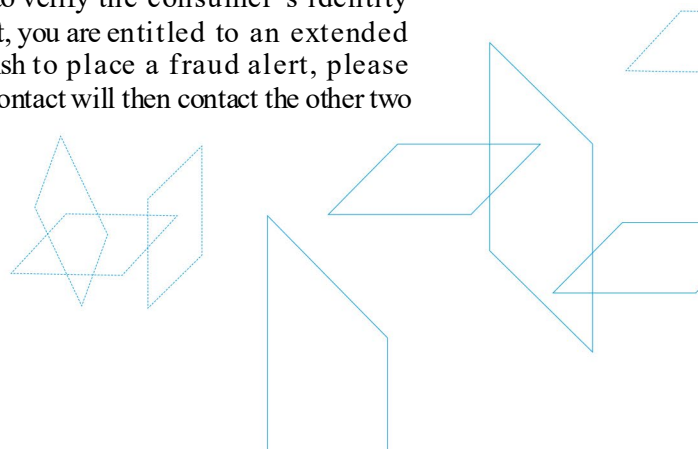 to verify the consumer's identity
t, you are entitled to an extended
sh to place a fraud alert, please
ontact will then contact the other two